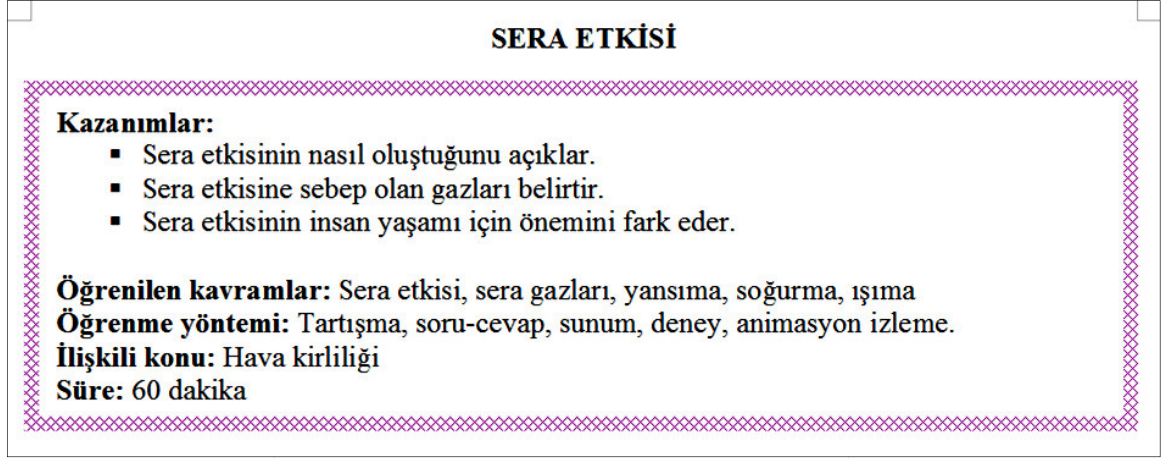 SERA ETKİSİ
Kazanımlar:
▪ Sera etkisinin nasıl oluştuğunu açıklar.
▪ Sera etkisine sebep olan gazları belirtir.
▪ Sera etkisinin insan yaşamı için önemini fark eder.
Öğrenilen kavramlar: Sera etkisi, sera gazları, yansıma, soğurma, ışıma
Öğrenme yöntemi: Tartışma, soru-cevap, sunum, deney, animasyon izleme.
İlişkili konu: Hava kirliliği
Süre: 60 dakika